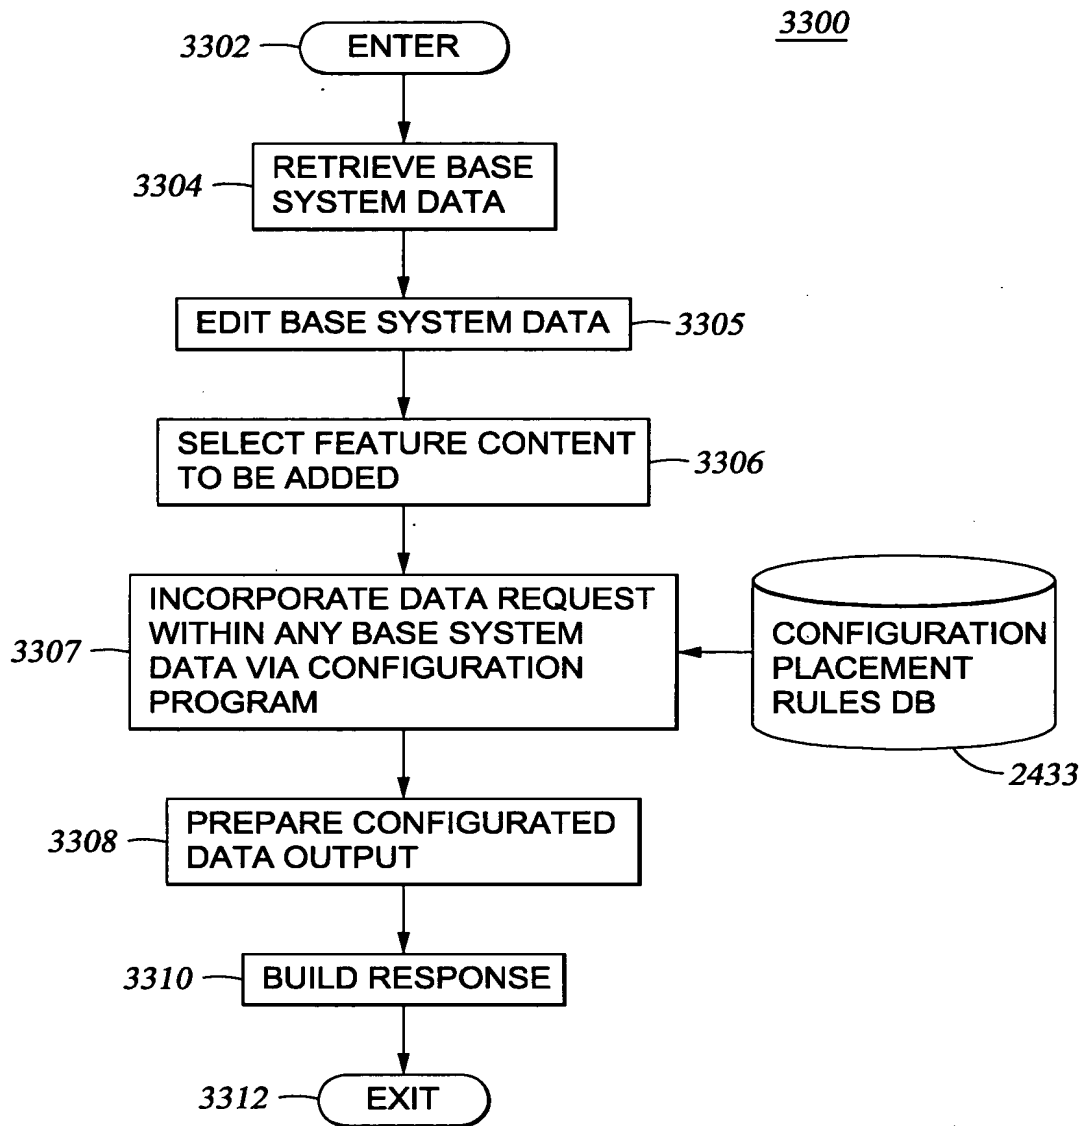 3300
3302
ENTER
3304
RETRIEVE BASE
SYSTEM DATA
EDIT BASE SYSTEM DATA
3305
SELECT FEATURE CONTENT
TO BE ADDED
3306
3307
INCORPORATE DATA REQUEST
WITHIN ANY BASE SYSTEM
DATA VIA CONFIGURATION
PROGRAM
CONFIGURATION
PLACEMENT
RULES DB
2433
3308
PREPARE CONFIGURATED
DATA OUTPUT
3310
BUILD RESPONSE
3312
EXIT